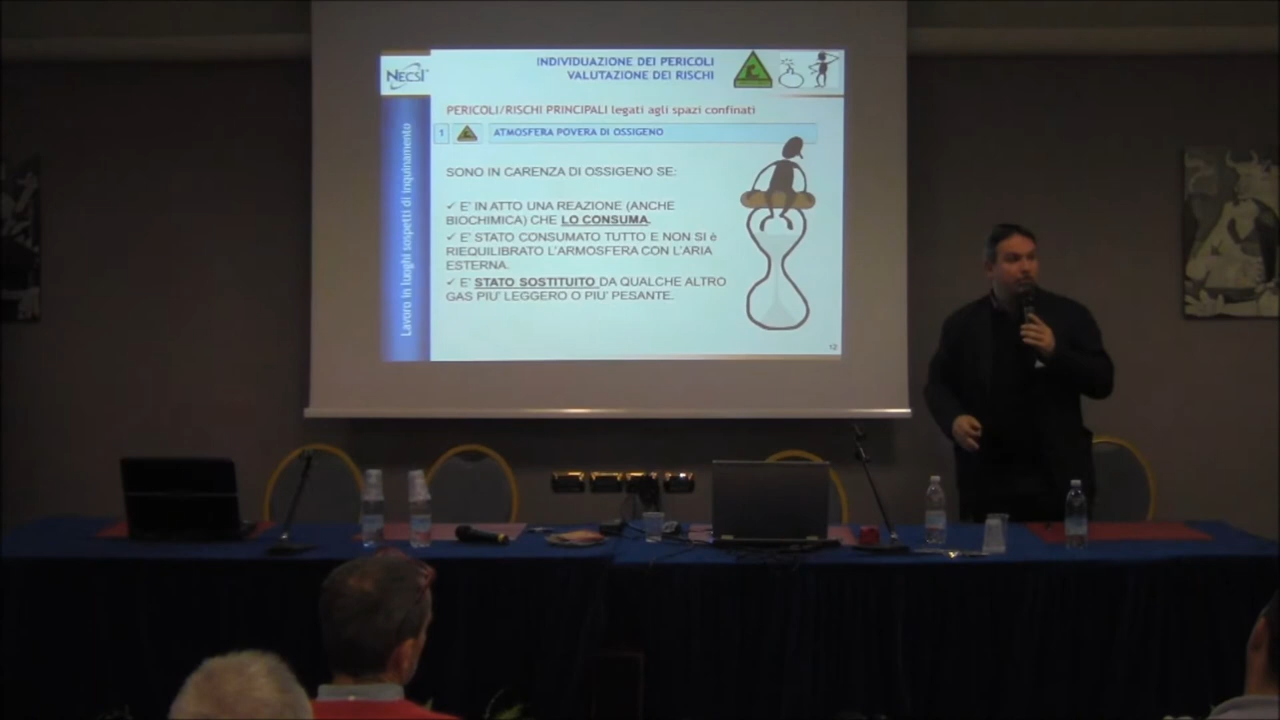 INDIVIDUAZIONE DEI PERICOLI
VALUTAZIONE DEI RISCHI
NECSI
PERICOLI/RISCHI PRINCIPALI legati agli spazi confinati
1 ATMOSFERA POVERA DI OSSIGENO
Lavoro in luoghi sospetti di inquinamento
SONO IN CARENZA DI OSSIGENO SE:
✓ E' IN ATTO UNA REAZIONE (ANCHE
BIOCHIMICA) CHE LO CONSUMA.
✓ E' STATO CONSUMATO TUTTO E NON SI è
RIEQUILIBRATO L'ARMOSFERA CON L'ARIA
ESTERNA.
✓ E' STATO SOSTITUITO DA QUALCHE ALTRO
GAS PIU' LEGGERO O PIU' PESANTE.
12